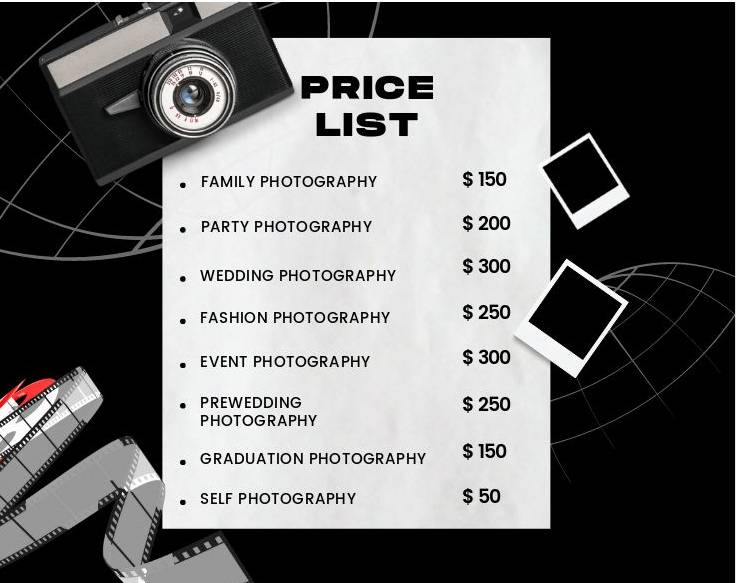 PRICE
LIST
• FAMILY PHOTOGRAPHY $ 150
• PARTY PHOTOGRAPHY $ 200
• WEDDING PHOTOGRAPHY $ 300
• FASHION PHOTOGRAPHY $ 250
• EVENT PHOTOGRAPHY $ 300
• PREWEDDING
PHOTOGRAPHY $ 250
• GRADUATION PHOTOGRAPHY $ 150
• SELF PHOTOGRAPHY $ 50